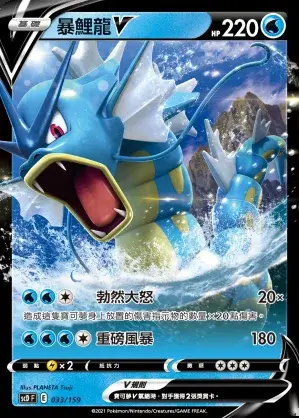 基礎 暴鯉龍V HP 220
勃然大怒 20×
造成這隻寶可夢身上放置的傷害指示物的數量×20點傷害。
重磅風暴 180
弱點 ×2 抵抗力 撤退
V規則
寶可夢V氣絕時，對手獲得2張獎賞卡。
Illus. PLANETA Tsuji
scD F E 033/159
©2021 Pokémon/Nintendo/Creatures/GAME FREAK.